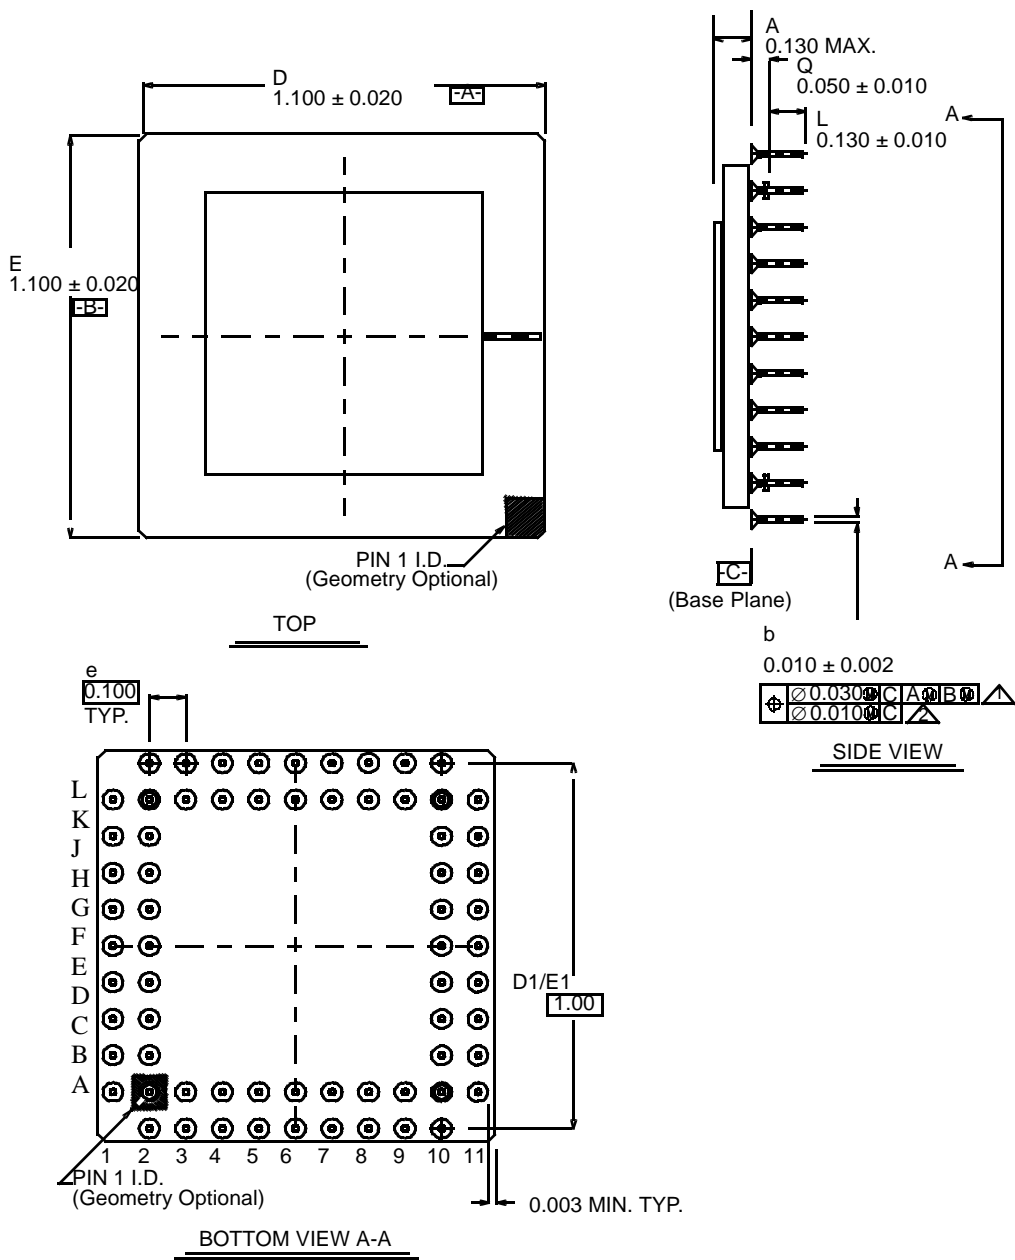 D
1.100 ± 0.020
-A-
E
1.100 ± 0.020
-B-
PIN 1 I.D.
(Geometry Optional)
TOP
A
0.130 MAX.
Q
0.050 ± 0.010
L
0.130 ± 0.010
A
A
-C-
(Base Plane)
b
0.010 ± 0.002
⌖ ∅ 0.030 Ⓜ C A Ⓜ B Ⓜ 1
∅ 0.010 Ⓜ C 2
SIDE VIEW
e
0.100
TYP.
L
K
J
H
G
F
E
D
C
B
A
D1/E1
1.00
1 2 3 4 5 6 7 8 9 10 11
PIN 1 I.D.
(Geometry Optional)
0.003 MIN. TYP.
BOTTOM VIEW A-A